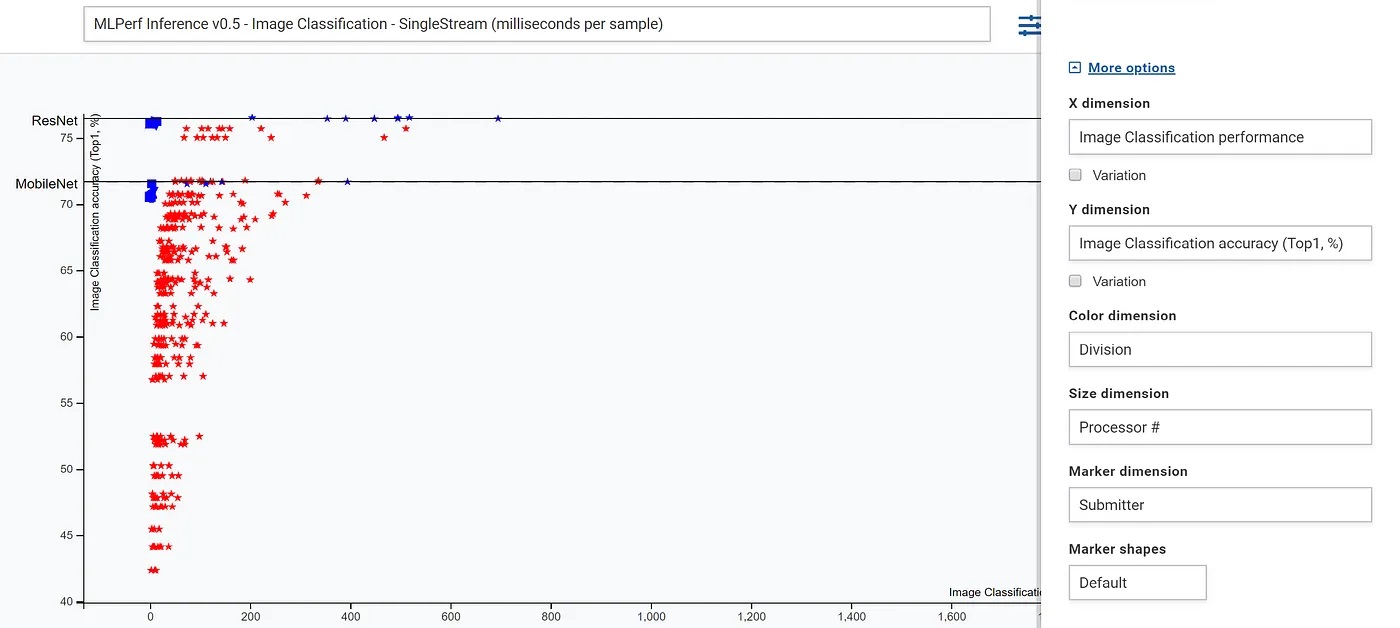 MLPerf Inference v0.5 - Image Classification - SingleStream (milliseconds per sample)
ResNet
75
MobileNet
70
65
60
55
50
45
40
Image Classification accuracy (Top1, %)
Image Classificati
0
200
400
600
800
1,000
1,200
1,400
1,600
More options
X dimension
Image Classification performance
Variation
Y dimension
Image Classification accuracy (Top1, %)
Variation
Color dimension
Division
Size dimension
Processor #
Marker dimension
Submitter
Marker shapes
Default